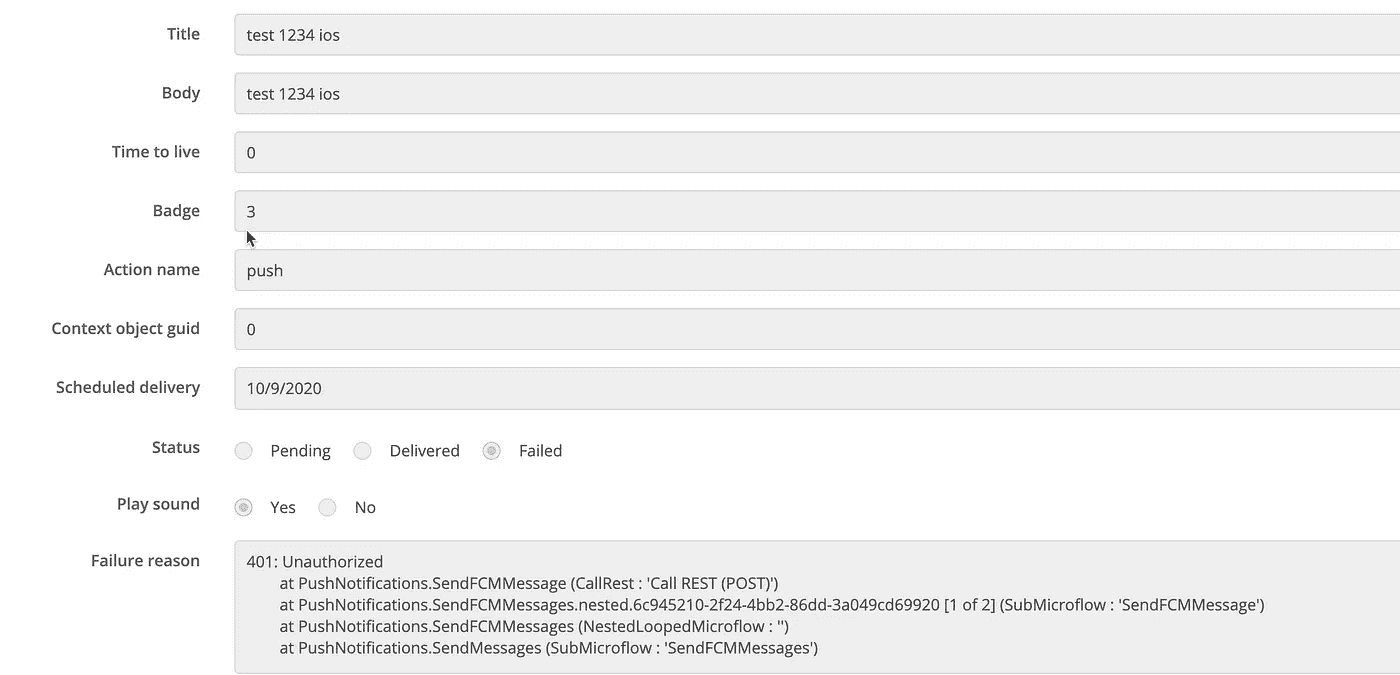 Title test 1234 ios
Body test 1234 ios
Time to live 0
Badge 3
Action name push
Context object guid 0
Scheduled delivery 10/9/2020
Status Pending Delivered Failed
Play sound Yes No
Failure reason 401: Unauthorized
at PushNotifications.SendFCMMessage (CallRest : 'Call REST (POST)')
at PushNotifications.SendFCMMessages.nested.6c945210-2f24-4bb2-86dd-3a049cd69920 [1 of 2] (SubMicroflow : 'SendFCMMessage')
at PushNotifications.SendFCMMessages (NestedLoopedMicroflow : '')
at PushNotifications.SendMessages (SubMicroflow : 'SendFCMMessages')